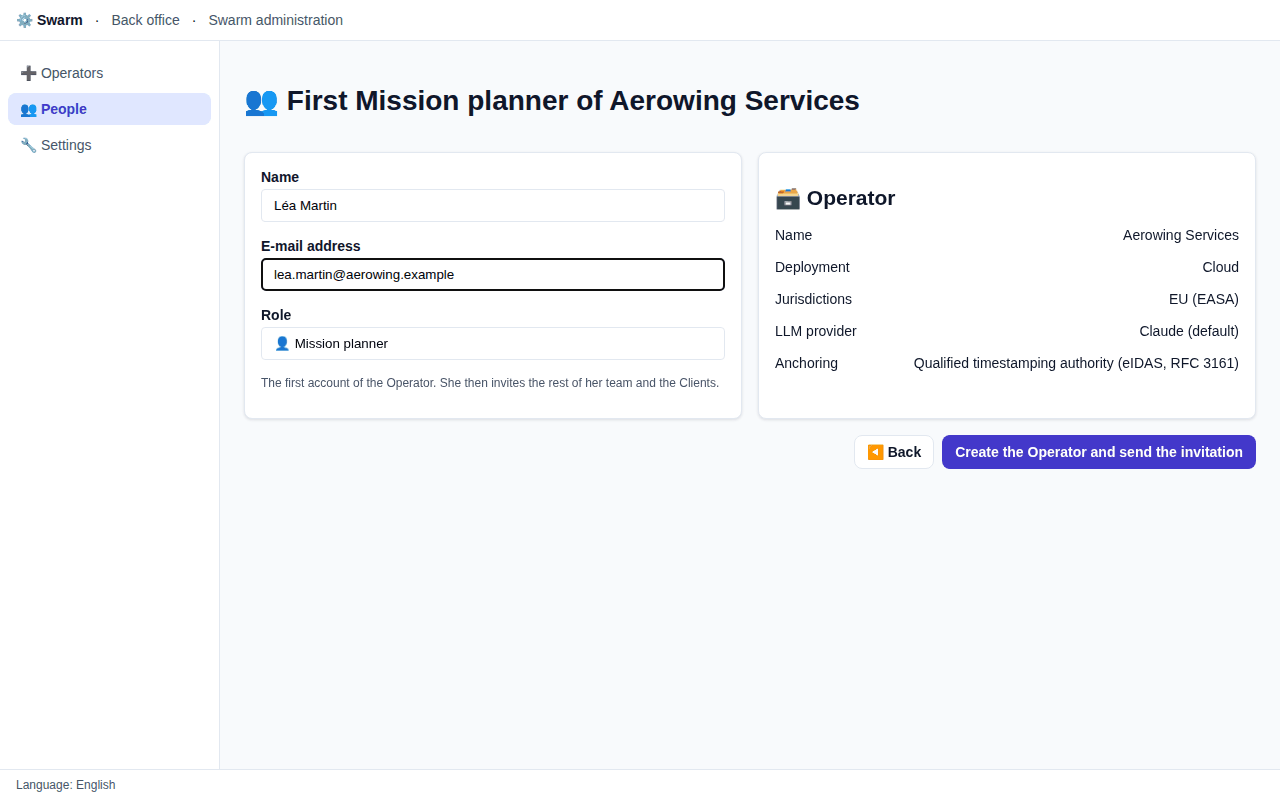 ⚙️ Swarm · Back office · Swarm administration
➕ Operators
👥 People
🔧 Settings
👥 First Mission planner of Aerowing Services
Name
Léa Martin
E-mail address
lea.martin@aerowing.example
Role
👤 Mission planner
The first account of the Operator. She then invites the rest of her team and the Clients.
🗃️ Operator
Name Aerowing Services
Deployment Cloud
Jurisdictions EU (EASA)
LLM provider Claude (default)
Anchoring Qualified timestamping authority (eIDAS, RFC 3161)
◀️ Back
Create the Operator and send the invitation
Language: English